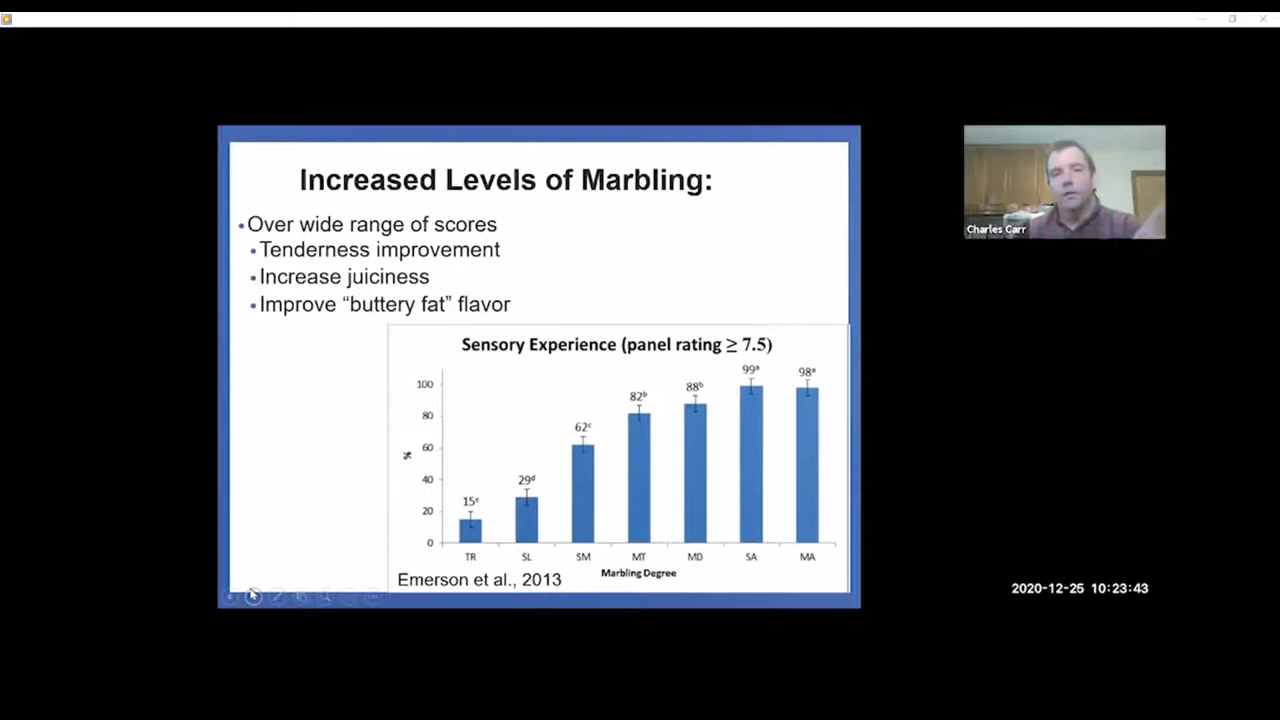 Increased Levels of Marbling:
•Over wide range of scores
•Tenderness improvement
•Increase juiciness
•Improve “buttery fat” flavor
Sensory Experience (panel rating ≥ 7.5)
%
100
80
60
40
20
0
15ᵉ
29ᵈ
62ᶜ
82ᵇ
88ᵇ
99ᵃ
98ᵃ
TR SL SM MT MD SA MA
Marbling Degree
Emerson et al., 2013
Charles Carr
2020-12-25 10:23:43